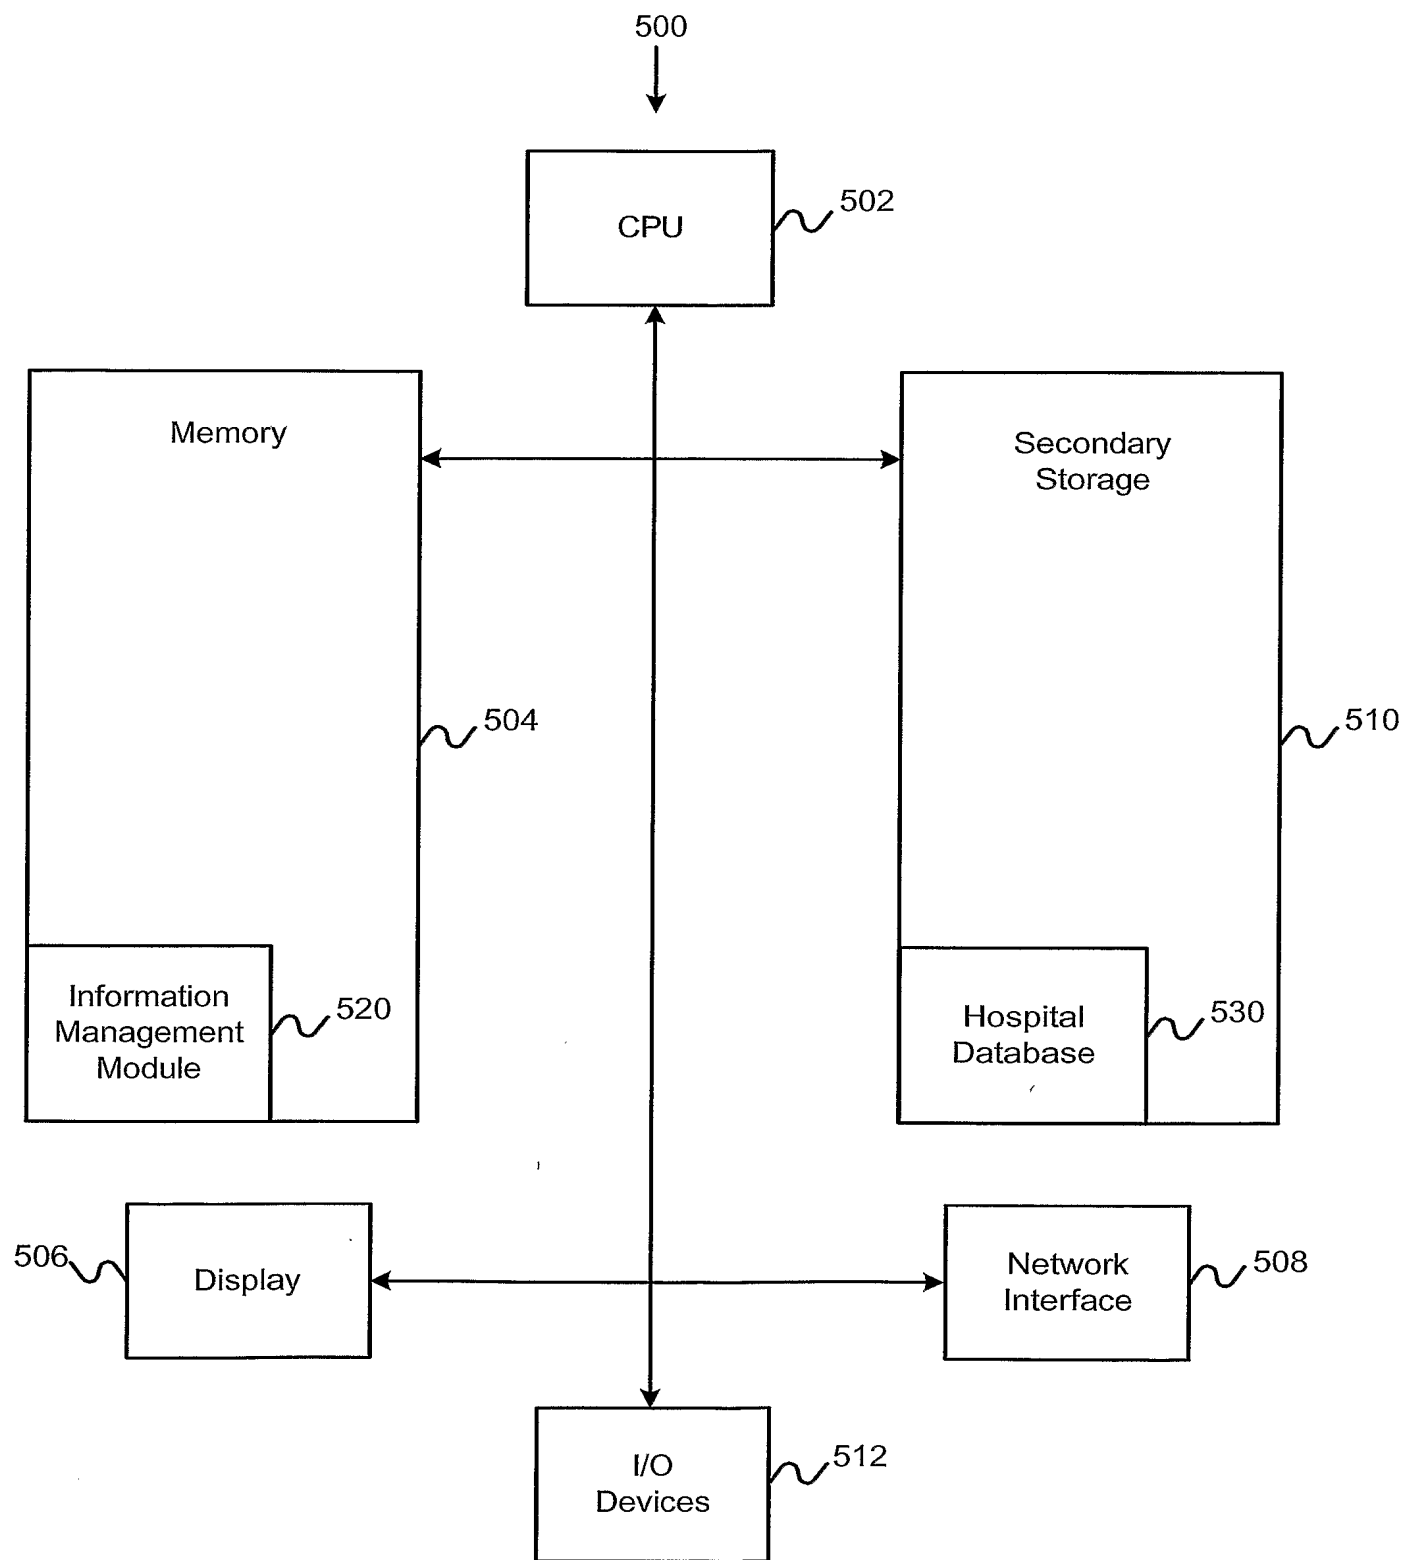 500
CPU
502
Memory
Secondary
Storage
504
510
Information
Management
Module
520
Hospital
Database
530
506
Display
Network
Interface
508
I/O
Devices
512